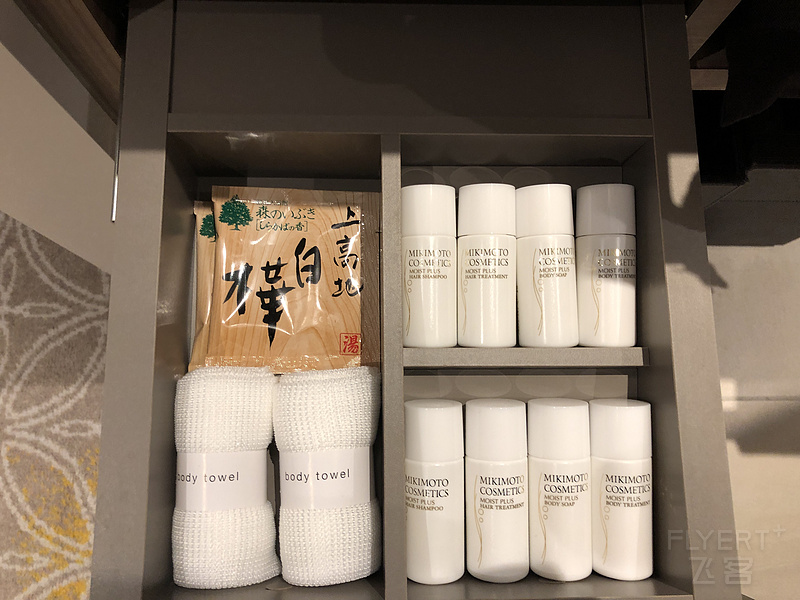 森のいぶき
[しらかばの香]
上高地
白樺
湯
body towel
body towel
MIKIMOTO
COSMETICS
MOIST PLUS
HAIR SHAMPOO
MIKIMOTO
COSMETICS
MOIST PLUS
HAIR TREATMENT
MIKIMOTO
COSMETICS
MOIST PLUS
BODY SOAP
MIKIMOTO
COSMETICS
MOIST PLUS
BODY TREATMENT
MIKIMOTO
COSMETICS
MOIST PLUS
HAIR SHAMPOO
MIKIMOTO
COSMETICS
MOIST PLUS
HAIR TREATMENT
MIKIMOTO
COSMETICS
MOIST PLUS
BODY SOAP
MIKIMOTO
COSMETICS
MOIST PLUS
BODY TREATMENT
FLYERT+
飞客